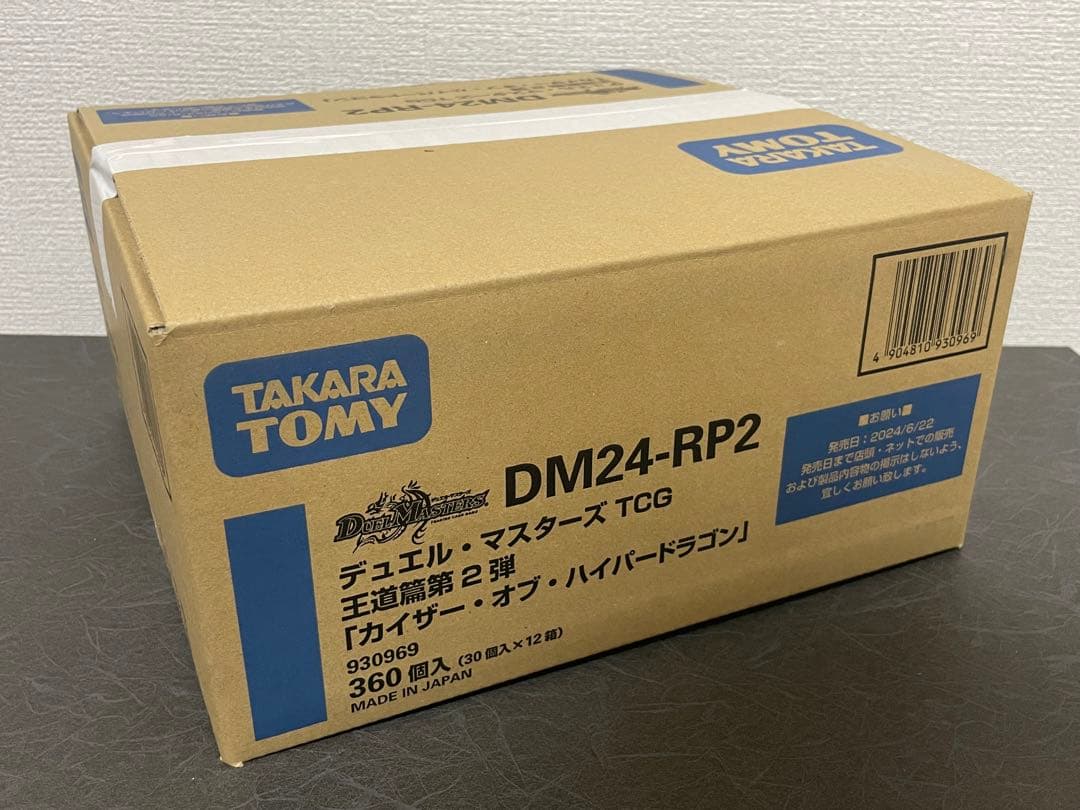 DM24-RP2
TAKARA
TOMY
4 904810 930969
TAKARA
TOMY
DUEL MASTERS
DM24-RP2
デュエル・マスターズ TCG
王道篇第2弾
「カイザー・オブ・ハイパードラゴン」
930969
360個入(30個入×12箱)
MADE IN JAPAN
■お願い■
発売日:2024/6/22
発売日まで店頭・ネットでの販売
および製品内容物の掲示はしないよう、
宜しくお願い致します。